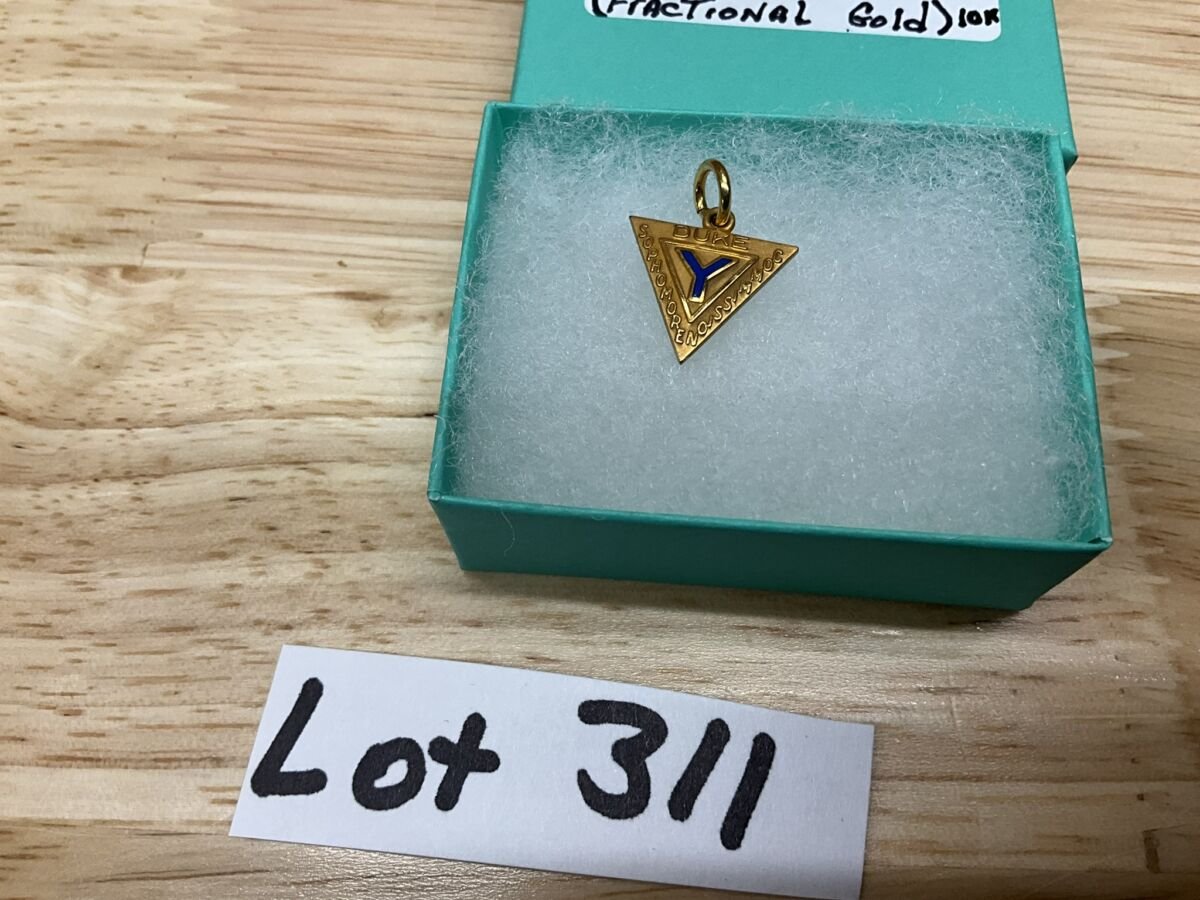 (Fractional Gold) 10K
DUKE
SOPHOMORE
Y
Lot 311